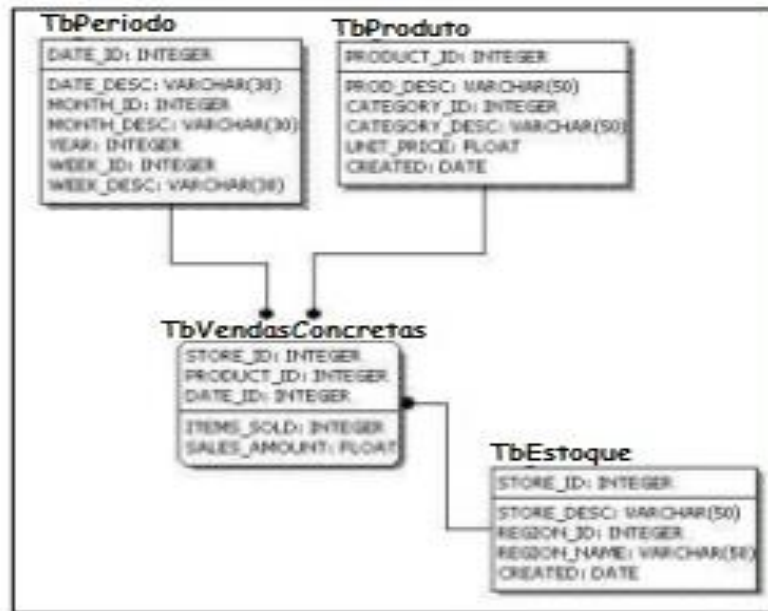 TbPeriodo
DATE_ID: INTEGER
DATE_DESC: VARCHAR(30)
MONTH_ID: INTEGER
MONTH_DESC: VARCHAR(30)
YEAR: INTEGER
WEEK_ID: INTEGER
WEEK_DESC: VARCHAR(30)
TbProduto
PRODUCT_ID: INTEGER
PROD_DESC: VARCHAR(50)
CATEGORY_ID: INTEGER
CATEGORY_DESC: VARCHAR(50)
UNIT_PRICE: FLOAT
CREATED: DATE
TbVendasConcretas
STORE_ID: INTEGER
PRODUCT_ID: INTEGER
DATE_ID: INTEGER
ITEMS_SOLD: INTEGER
SALES_AMOUNT: FLOAT
TbEstoque
STORE_ID: INTEGER
STORE_DESC: VARCHAR(50)
REGION_ID: INTEGER
REGION_NAME: VARCHAR(50)
CREATED: DATE